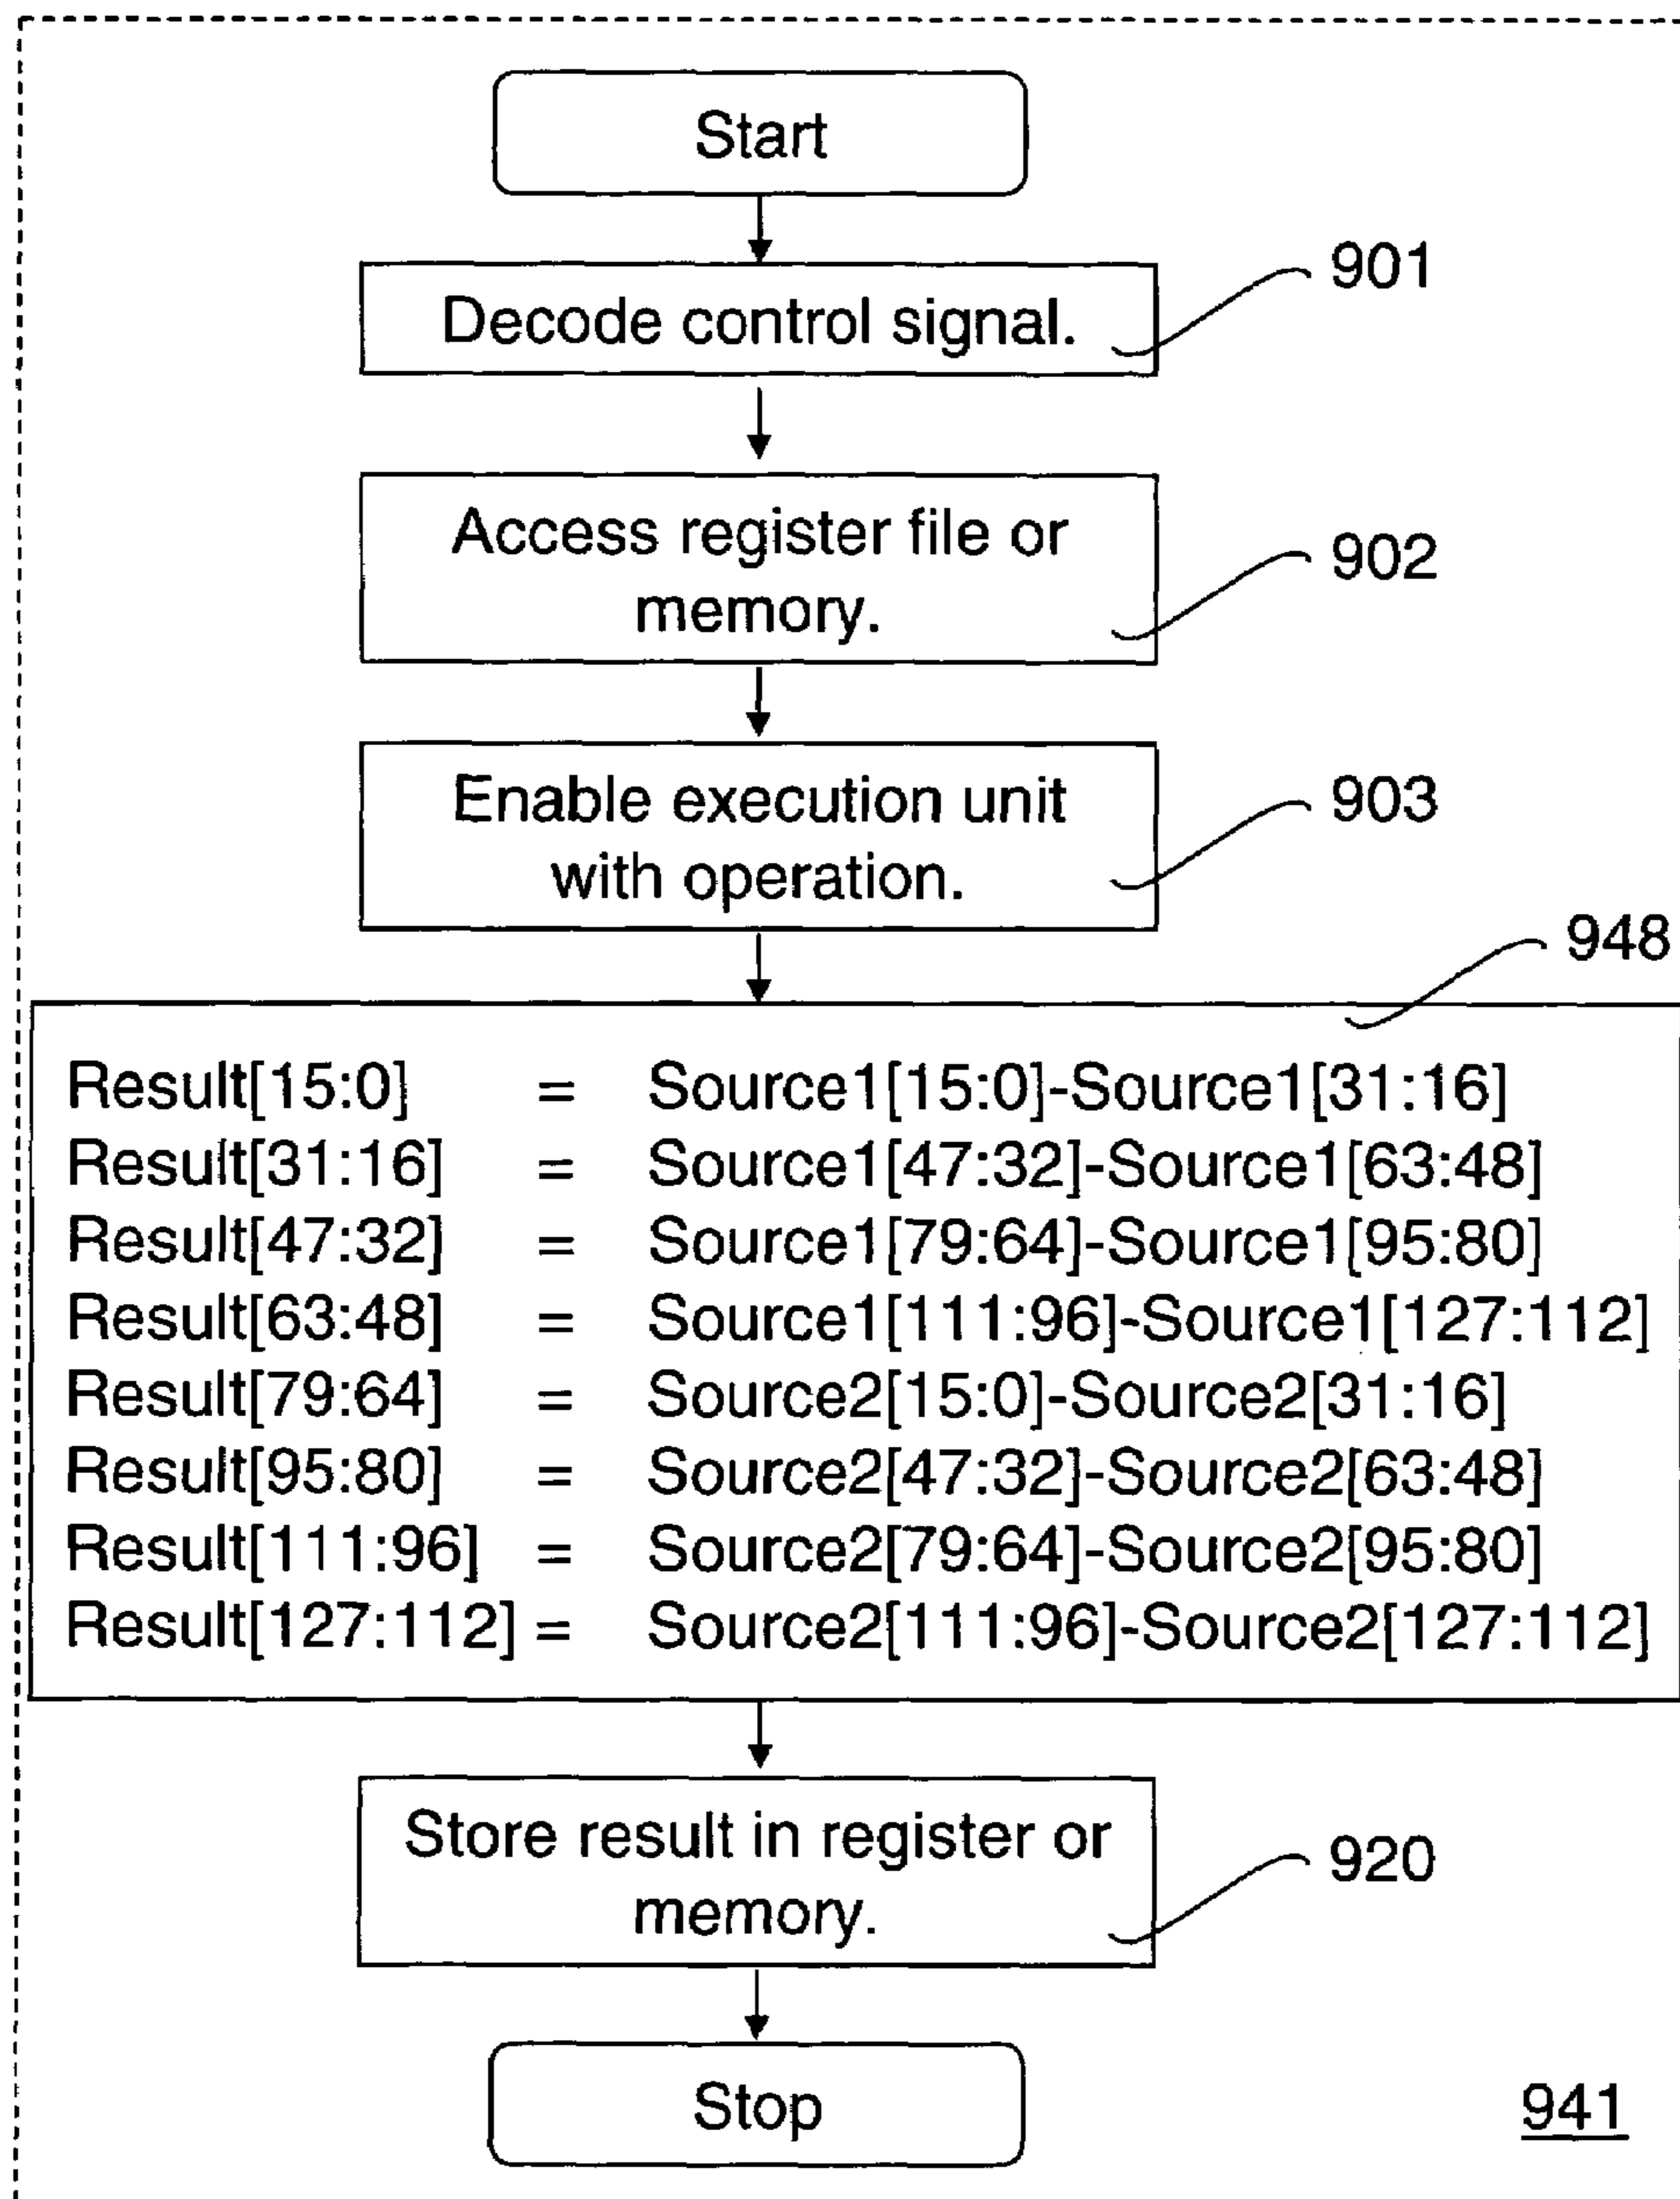 Start
Decode control signal.
901
Access register file or
memory.
902
Enable execution unit
with operation.
903
948
Result[15:0] = Source1[15:0]-Source1[31:16]
Result[31:16] = Source1[47:32]-Source1[63:48]
Result[47:32] = Source1[79:64]-Source1[95:80]
Result[63:48] = Source1[111:96]-Source1[127:112]
Result[79:64] = Source2[15:0]-Source2[31:16]
Result[95:80] = Source2[47:32]-Source2[63:48]
Result[111:96] = Source2[79:64]-Source2[95:80]
Result[127:112] = Source2[111:96]-Source2[127:112]
Store result in register or
memory.
920
Stop
941